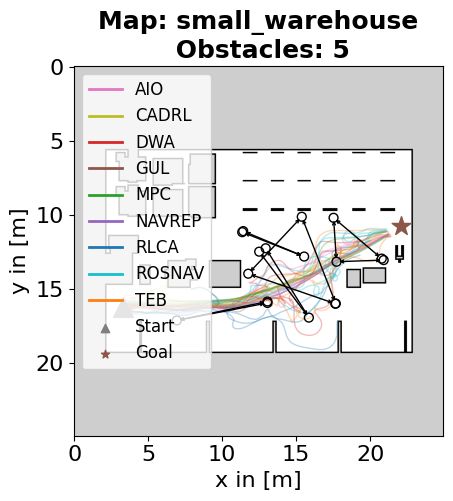 Map: small_warehouse
Obstacles: 5
0
5
10
15
20
y in [m]
AIO
CADRL
DWA
GUL
MPC
NAVREP
RLCA
ROSNAV
TEB
Start
Goal
0
5
10
15
20
x in [m]